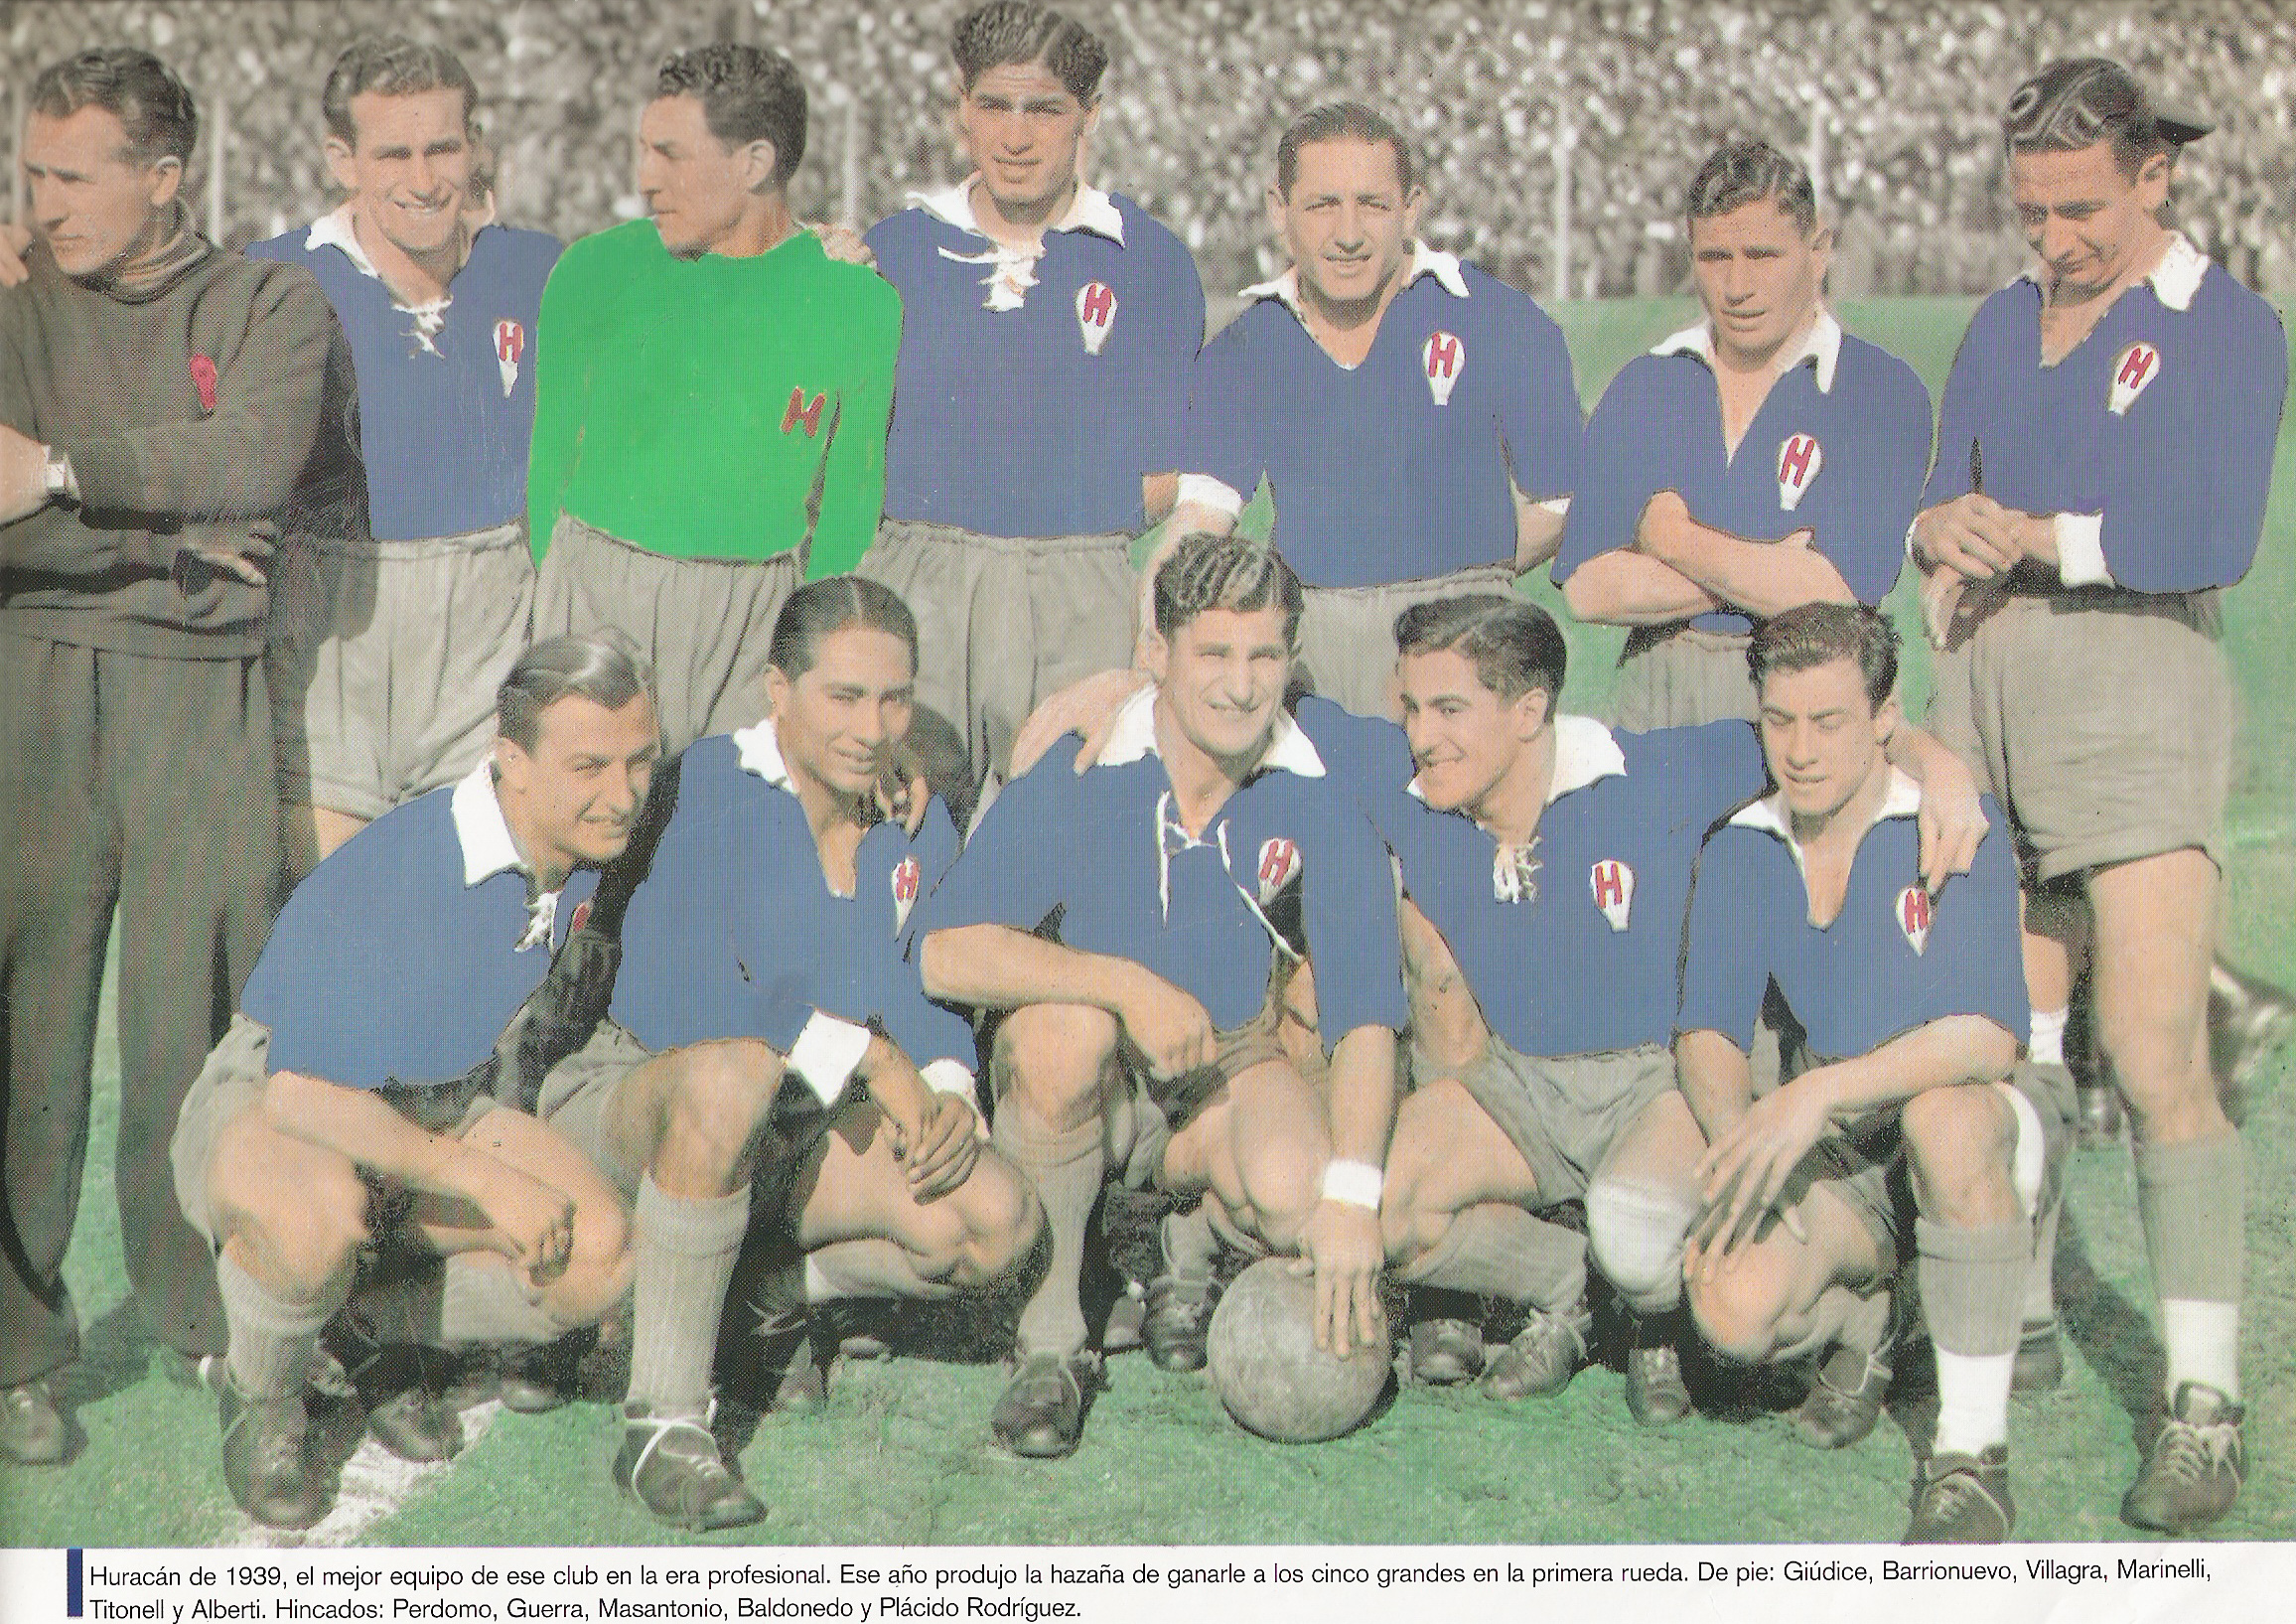 H
H
H
H
H
H
H
H
H
H
H
Huracán de 1939, el mejor equipo de ese club en la era profesional. Ese año produjo la hazaña de ganarle a los cinco grandes en la primera rueda. De pie: Giúdice, Barrionuevo, Villagra, Marinelli,
Titonell y Alberti. Hincados: Perdomo, Guerra, Masantonio, Baldonedo y Plácido Rodríguez.